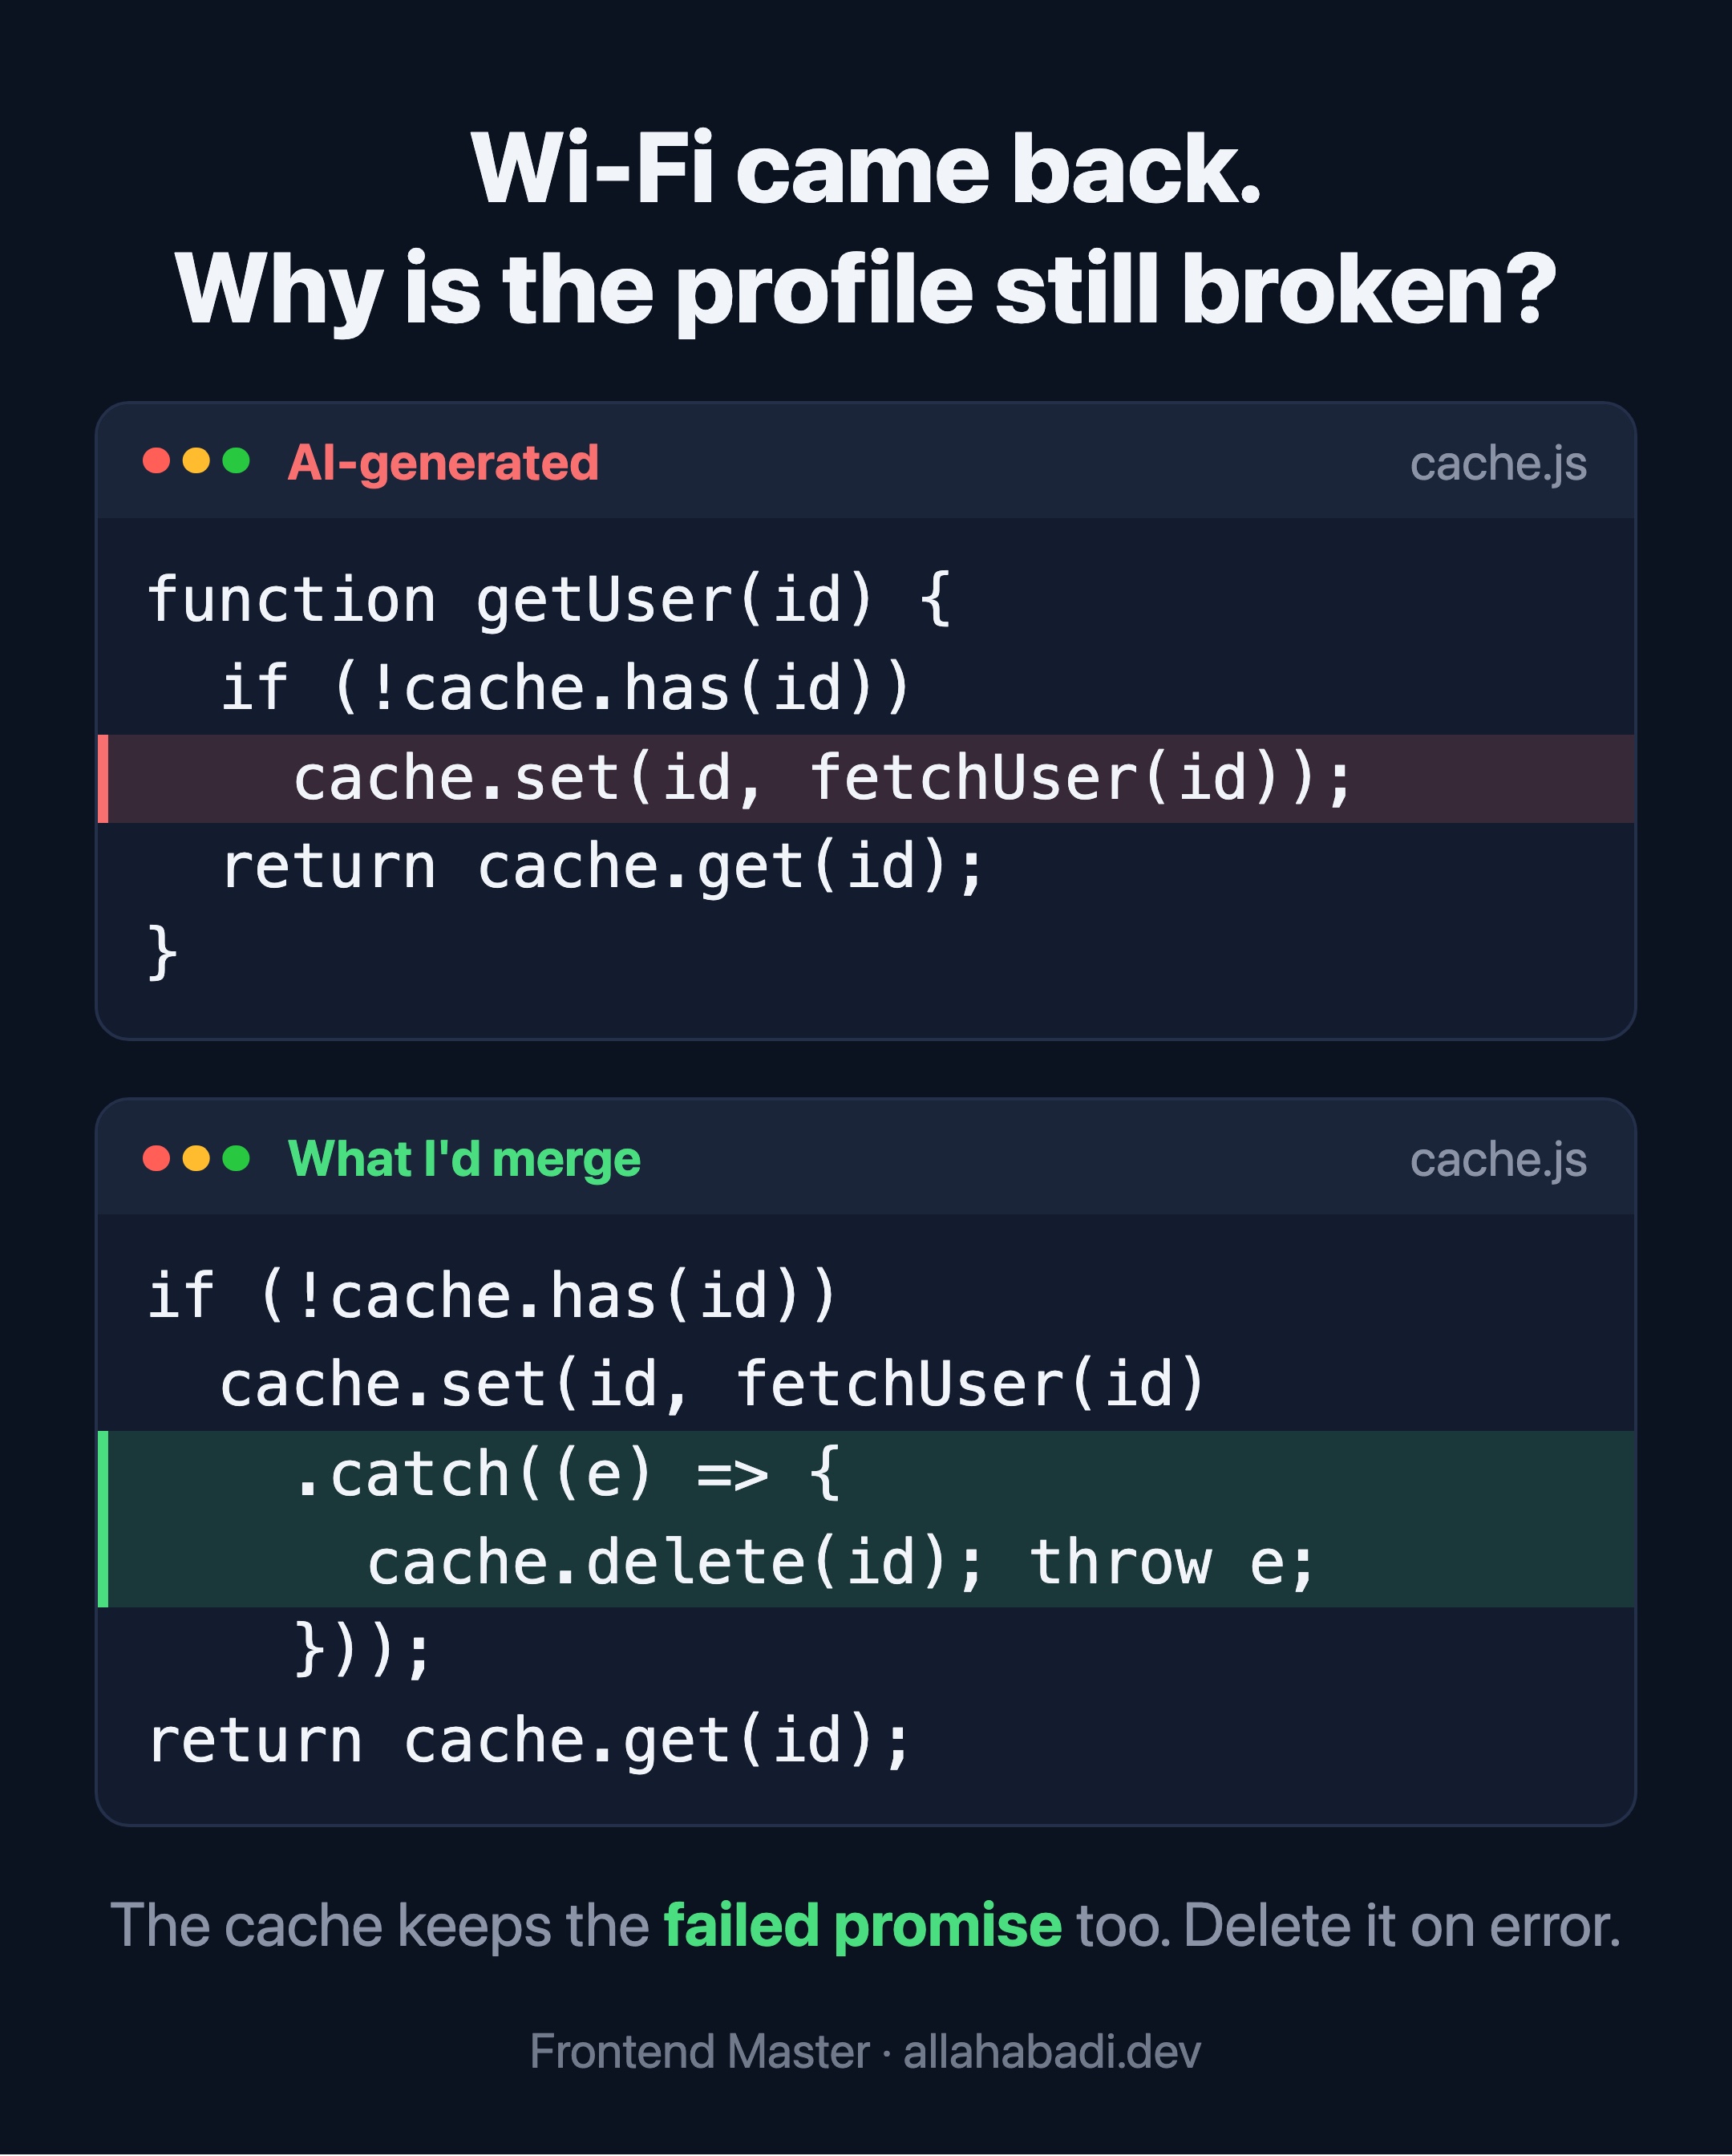 Wi-Fi came back.
Why is the profile still broken?
AI-generated
cache.js
function getUser(id) {
  if (!cache.has(id))
    cache.set(id, fetchUser(id));
  return cache.get(id);
}
What I'd merge
cache.js
if (!cache.has(id))
  cache.set(id, fetchUser(id)
    .catch((e) => {
      cache.delete(id); throw e;
    }));
return cache.get(id);
The cache keeps the failed promise too. Delete it on error.
Frontend Master · allahabadi.dev